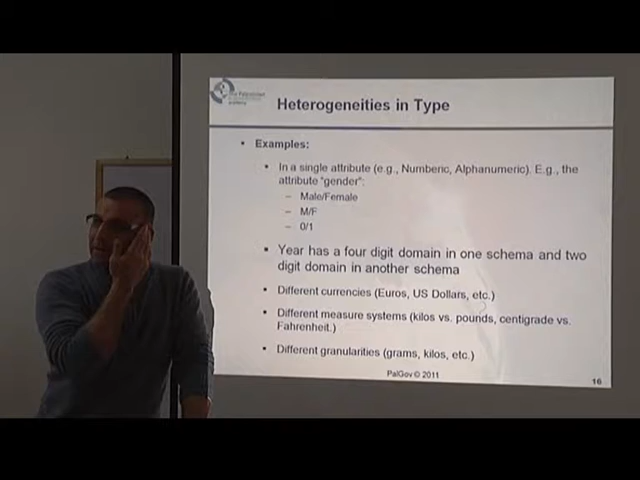 Heterogeneities in Type
• Examples:
• In a single attribute (e.g., Numberic, Alphanumeric). E.g., the
attribute "gender":
– Male/Female
– M/F
– 0/1
• Year has a four digit domain in one schema and two
digit domain in another schema
• Different currencies (Euros, US Dollars, etc.)
• Different measure systems (kilos vs. pounds, centigrade vs.
Fahrenheit.)
• Different granularities (grams, kilos, etc.)
PalGov © 2011
16